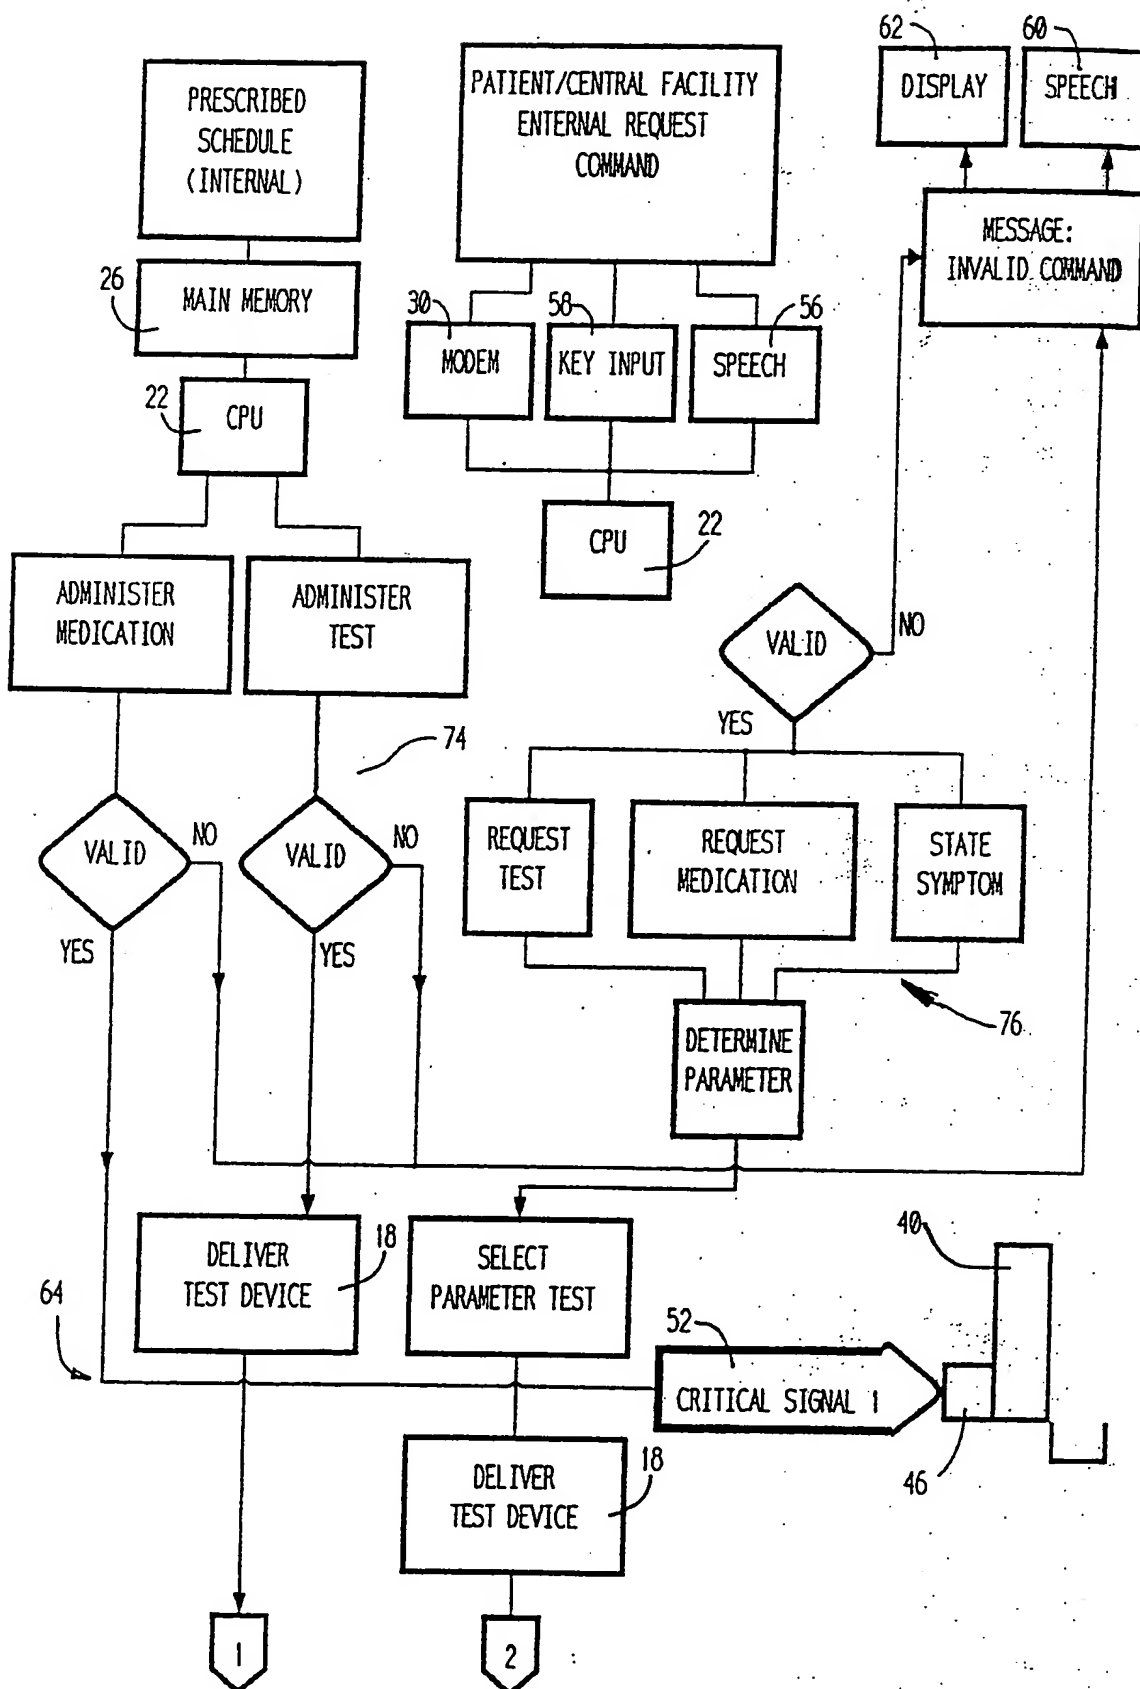 62
60
DISPLAY
SPEECH
PRESCRIBED
SCHEDULE
(INTERNAL)
PATIENT/CENTRAL FACILITY
ENTERNAL REQUEST
COMMAND
MESSAGE:
INVALID COMMAND
26
MAIN MEMORY
30
58
56
MODEM
KEY INPUT
SPEECH
22
CPU
CPU
22
ADMINISTER
MEDICATION
ADMINISTER
TEST
VALID
NO
YES
74
VALID
NO
YES
VALID
NO
YES
REQUEST
TEST
REQUEST
MEDICATION
STATE
SYMPTOM
76
DETERMINE
PARAMETER
DELIVER
TEST DEVICE
18
SELECT
PARAMETER TEST
40
64
52
CRITICAL SIGNAL 1
46
DELIVER
TEST DEVICE
18
1
2